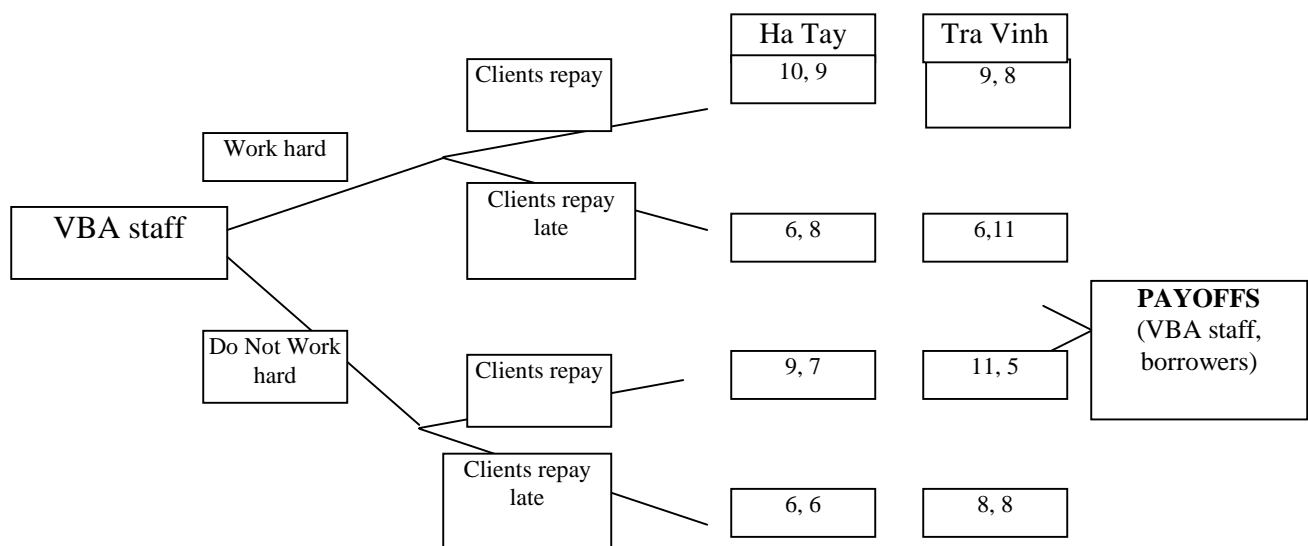 Ha Tay
Tra Vinh
Clients repay
10, 9
9, 8
Work hard
Clients repay
late
VBA staff
6, 8
6,11
PAYOFFS
(VBA staff,
borrowers)
Do Not Work
hard
Clients repay
9, 7
11, 5
Clients repay
late
6, 6
8, 8